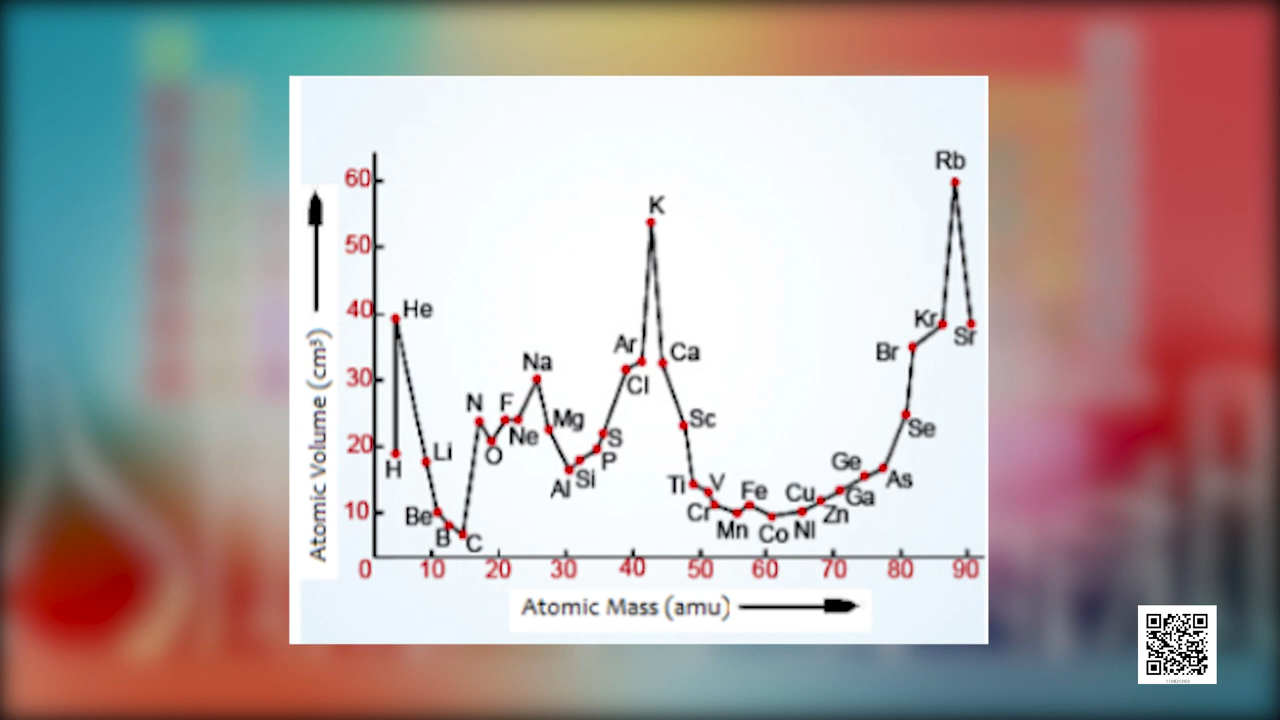 Rb
60
K
50
40
He
Kr
Sr
Ar
Ca
Br
30
Na
Cl
N
F
Mg
Sc
Se
20
Ne
S
H
Li
O
P
Ge
Al
Si
Ti
V
As
10
Be
Fe
Cu
Ga
B
C
Cr
Mn
Co
NI
Zn
0 10 20 30 40 50 60 70 80 90
Atomic Volume (cm³)
Atomic Mass (amu)